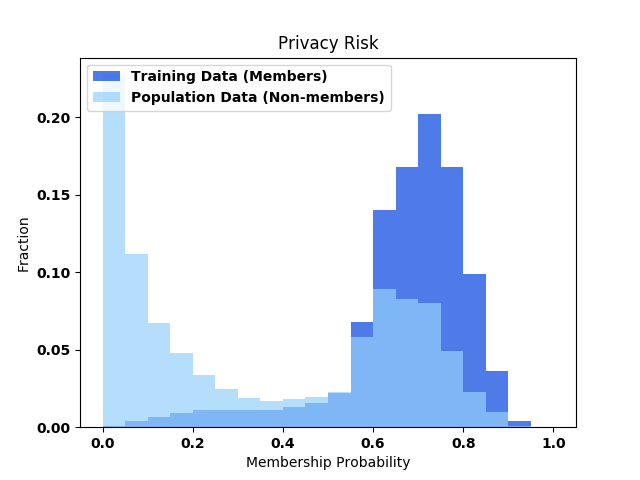 Privacy Risk
Training Data (Members)
Population Data (Non-members)
0.20
0.15
0.10
0.05
0.00
Fraction
0.0 0.2 0.4 0.6 0.8 1.0
Membership Probability